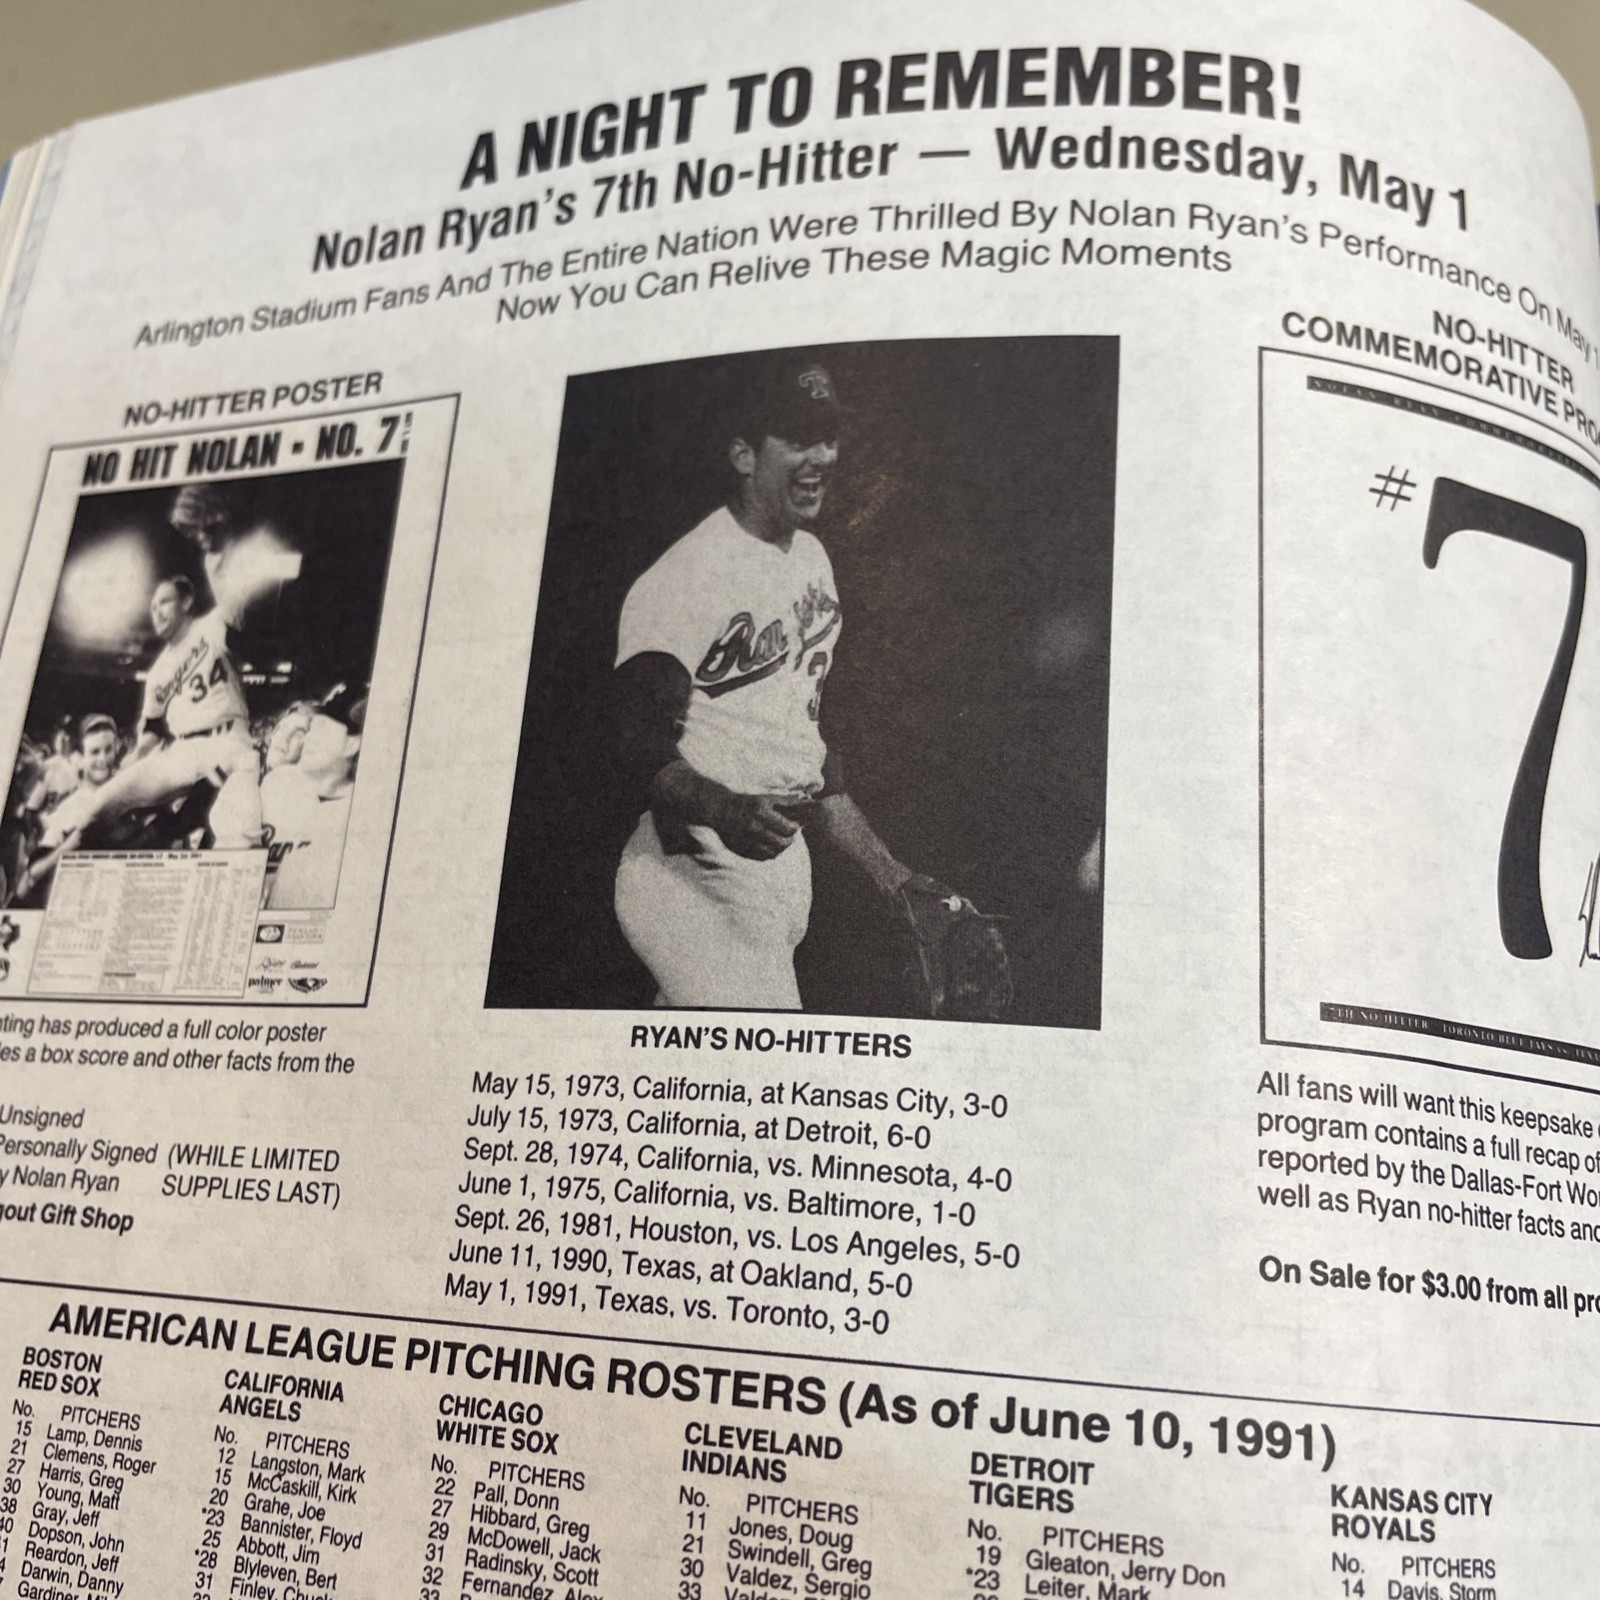 A NIGHT TO REMEMBER!
Nolan Ryan's 7th No-Hitter — Wednesday, May 1
Arlington Stadium Fans And The Entire Nation Were Thrilled By Nolan Ryan's Performance On May 1
Now You Can Relive These Magic Moments
NO-HITTER POSTER
NO HIT NOLAN - NO. 7!
Rangers
34
palmer
ting has produced a full color poster
es a box score and other facts from the
Unsigned
Personally Signed (WHILE LIMITED
y Nolan Ryan SUPPLIES LAST)
gout Gift Shop
T
RYAN'S NO-HITTERS
May 15, 1973, California, at Kansas City, 3-0
July 15, 1973, California, at Detroit, 6-0
Sept. 28, 1974, California, vs. Minnesota, 4-0
June 1, 1975, California, vs. Baltimore, 1-0
Sept. 26, 1981, Houston, vs. Los Angeles, 5-0
June 11, 1990, Texas, at Oakland, 5-0
May 1, 1991, Texas, vs. Toronto, 3-0
NO-HITTER
COMMEMORATIVE PRO
#7
7TH NO HITTER TORONTO BLUE JAYS vs. TEX
All fans will want this keepsake
program contains a full recap of
reported by the Dallas-Fort Wo
well as Ryan no-hitter facts and
On Sale for $3.00 from all pro
AMERICAN LEAGUE PITCHING ROSTERS (As of June 10, 1991)
BOSTON
RED SOX
No. PITCHERS
15 Lamp, Dennis
21 Clemens, Roger
27 Harris, Greg
30 Young, Matt
38 Gray, Jeff
40 Dopson, John
1 Reardon, Jeff
4 Darwin, Danny
Gardiner,
CALIFORNIA
ANGELS
No. PITCHERS
12 Langston, Mark
15 McCaskill, Kirk
20 Grahe, Joe
*23 Bannister, Floyd
25 Abbott, Jim
*28 Blyleven, Bert
31 Finley, Chuck
CHICAGO
WHITE SOX
No. PITCHERS
22 Pall, Donn
27 Hibbard, Greg
29 McDowell, Jack
31 Radinsky, Scott
32 Fernandez, Alex
33
CLEVELAND
INDIANS
No. PITCHERS
11 Jones, Doug
21 Swindell, Greg
30 Valdez, Sergio
33
DETROIT
TIGERS
No. PITCHERS
19 Gleaton, Jerry Don
*23 Leiter, Mark
KANSAS CITY
ROYALS
No. PITCHERS
14 Davis, Storm